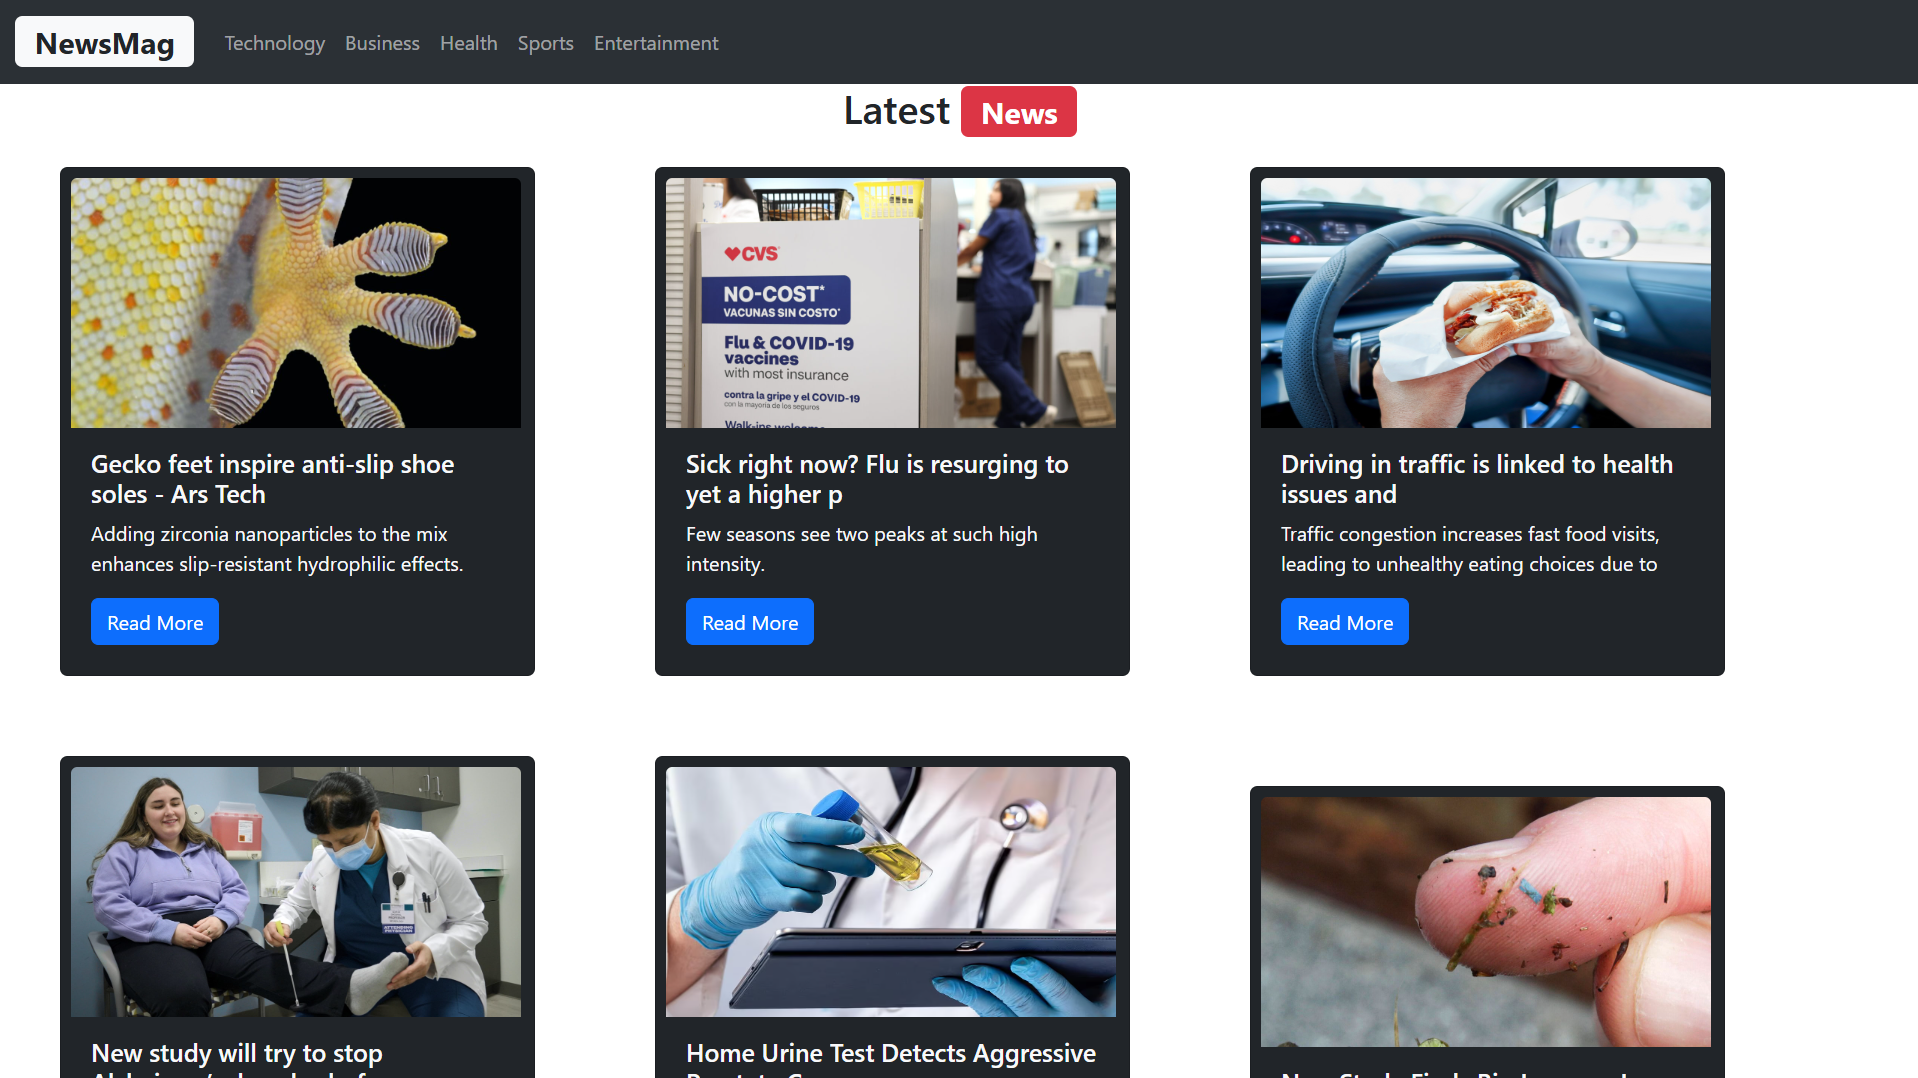 NewsMag
Technology Business Health Sports Entertainment
Latest News
CVS
NO-COST*
VACUNAS SIN COSTO*
Flu & COVID-19
vaccines
with most insurance
contra la gripe y el COVID-19
con la mayoría de los seguros
Walk-ins welcome
Gecko feet inspire anti-slip shoe
soles - Ars Tech
Adding zirconia nanoparticles to the mix
enhances slip-resistant hydrophilic effects.
Read More
Sick right now? Flu is resurging to
yet a higher p
Few seasons see two peaks at such high
intensity.
Read More
Driving in traffic is linked to health
issues and
Traffic congestion increases fast food visits,
leading to unhealthy eating choices due to
Read More
ATTENDING
PHYSICIAN
New study will try to stop
Home Urine Test Detects Aggressive